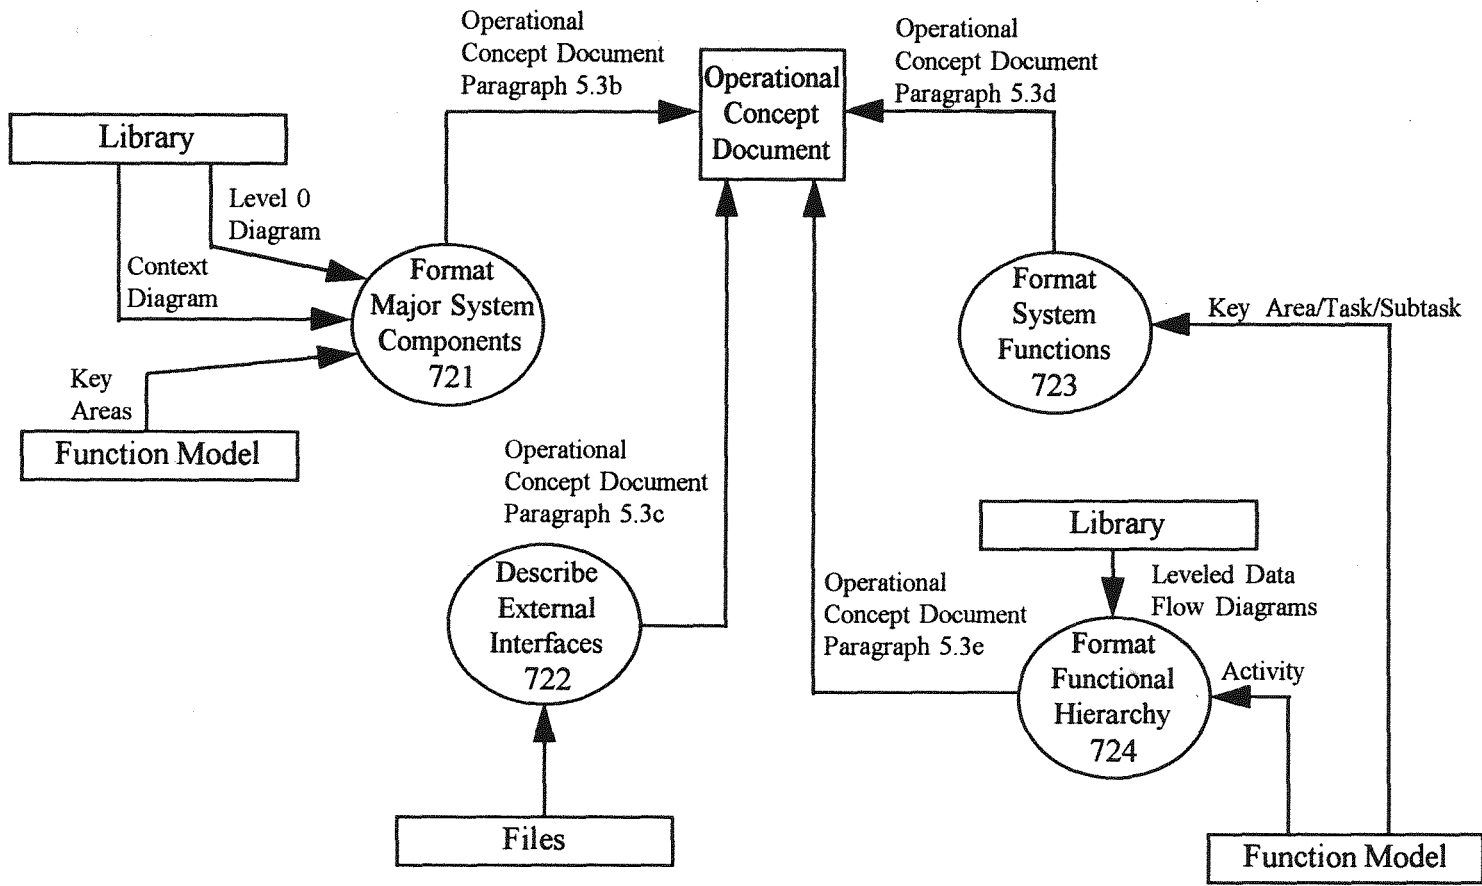 Operational
Concept Document
Paragraph 5.3b
Operational
Concept Document
Paragraph 5.3d
Operational
Concept
Document
Library
Level 0
Diagram
Context
Diagram
Format
Major System
Components
721
Key
Areas
Function Model
Format
System
Functions
723
Key Area/Task/Subtask
Operational
Concept Document
Paragraph 5.3c
Describe
External
Interfaces
722
Files
Library
Leveled Data
Flow Diagrams
Operational
Concept Document
Paragraph 5.3e
Format
Functional
Hierarchy
724
Activity
Function Model